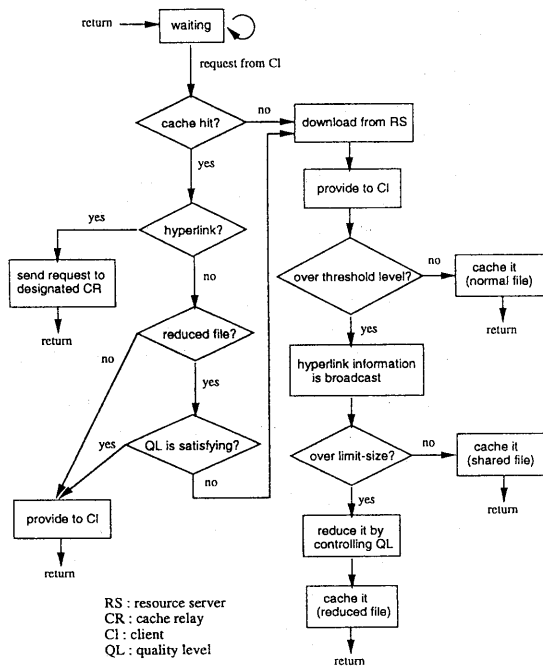 return
waiting
request from Cl
cache hit?
no
yes
hyperlink?
yes
no
send request to
designated CR
return
reduced file?
no
yes
QL is satisfying?
yes
no
provide to Cl
return
download from RS
provide to Cl
over threshold level?
no
cache it
(normal file)
return
yes
hyperlink information
is broadcast
over limit-size?
no
cache it
(shared file)
return
yes
reduce it by
controlling QL
cache it
(reduced file)
return
RS : resource server
CR : cache relay
Cl : client
QL : quality level